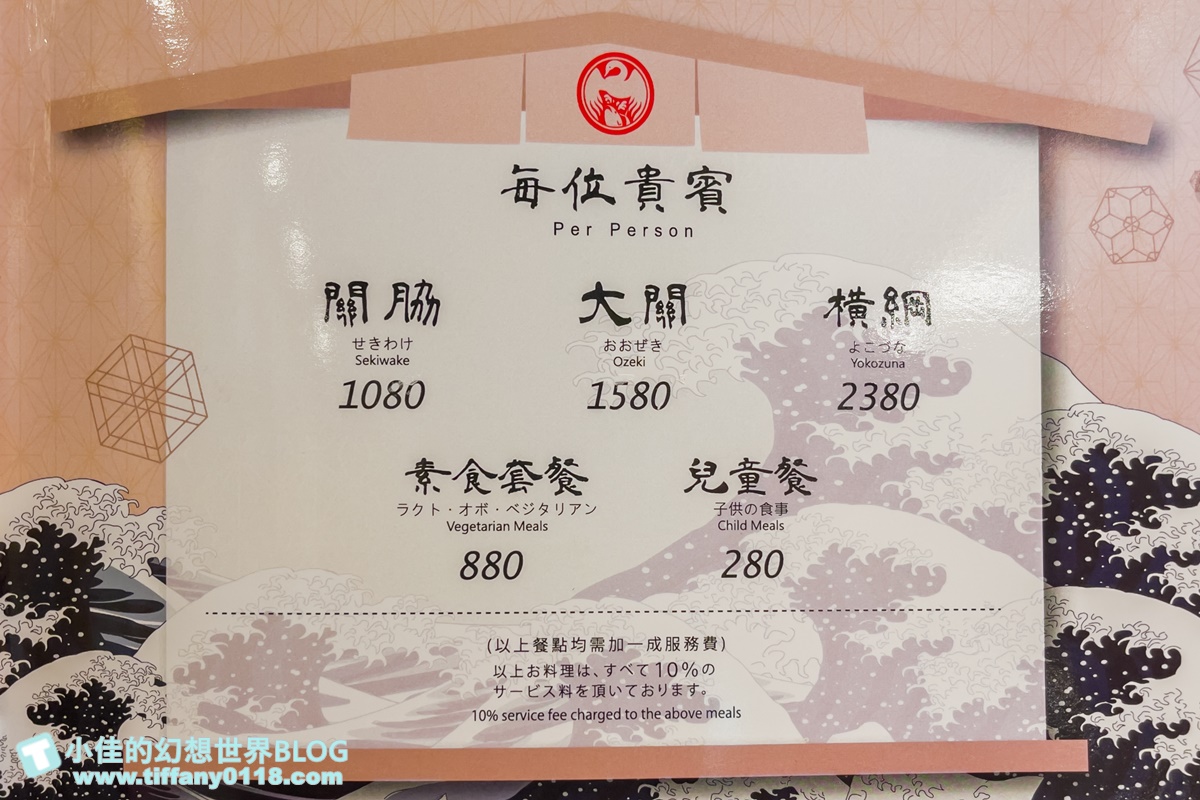 每位貴賓
Per Person
關脇
せきわけ
Sekiwake
1080
大關
おおぜき
Ozeki
1580
橫綱
よこづな
Yokozuna
2380
素食套餐
ラクト・オボ・ベジタリアン
Vegetarian Meals
880
兒童餐
子供の食事
Child Meals
280
(以上餐點均需加一成服務費)
以上お料理は、すべて10%の
サービス料を頂いております。
10% service fee charged to the above meals
T 小佳的幻想世界BLOG
www.tiffany0118.com